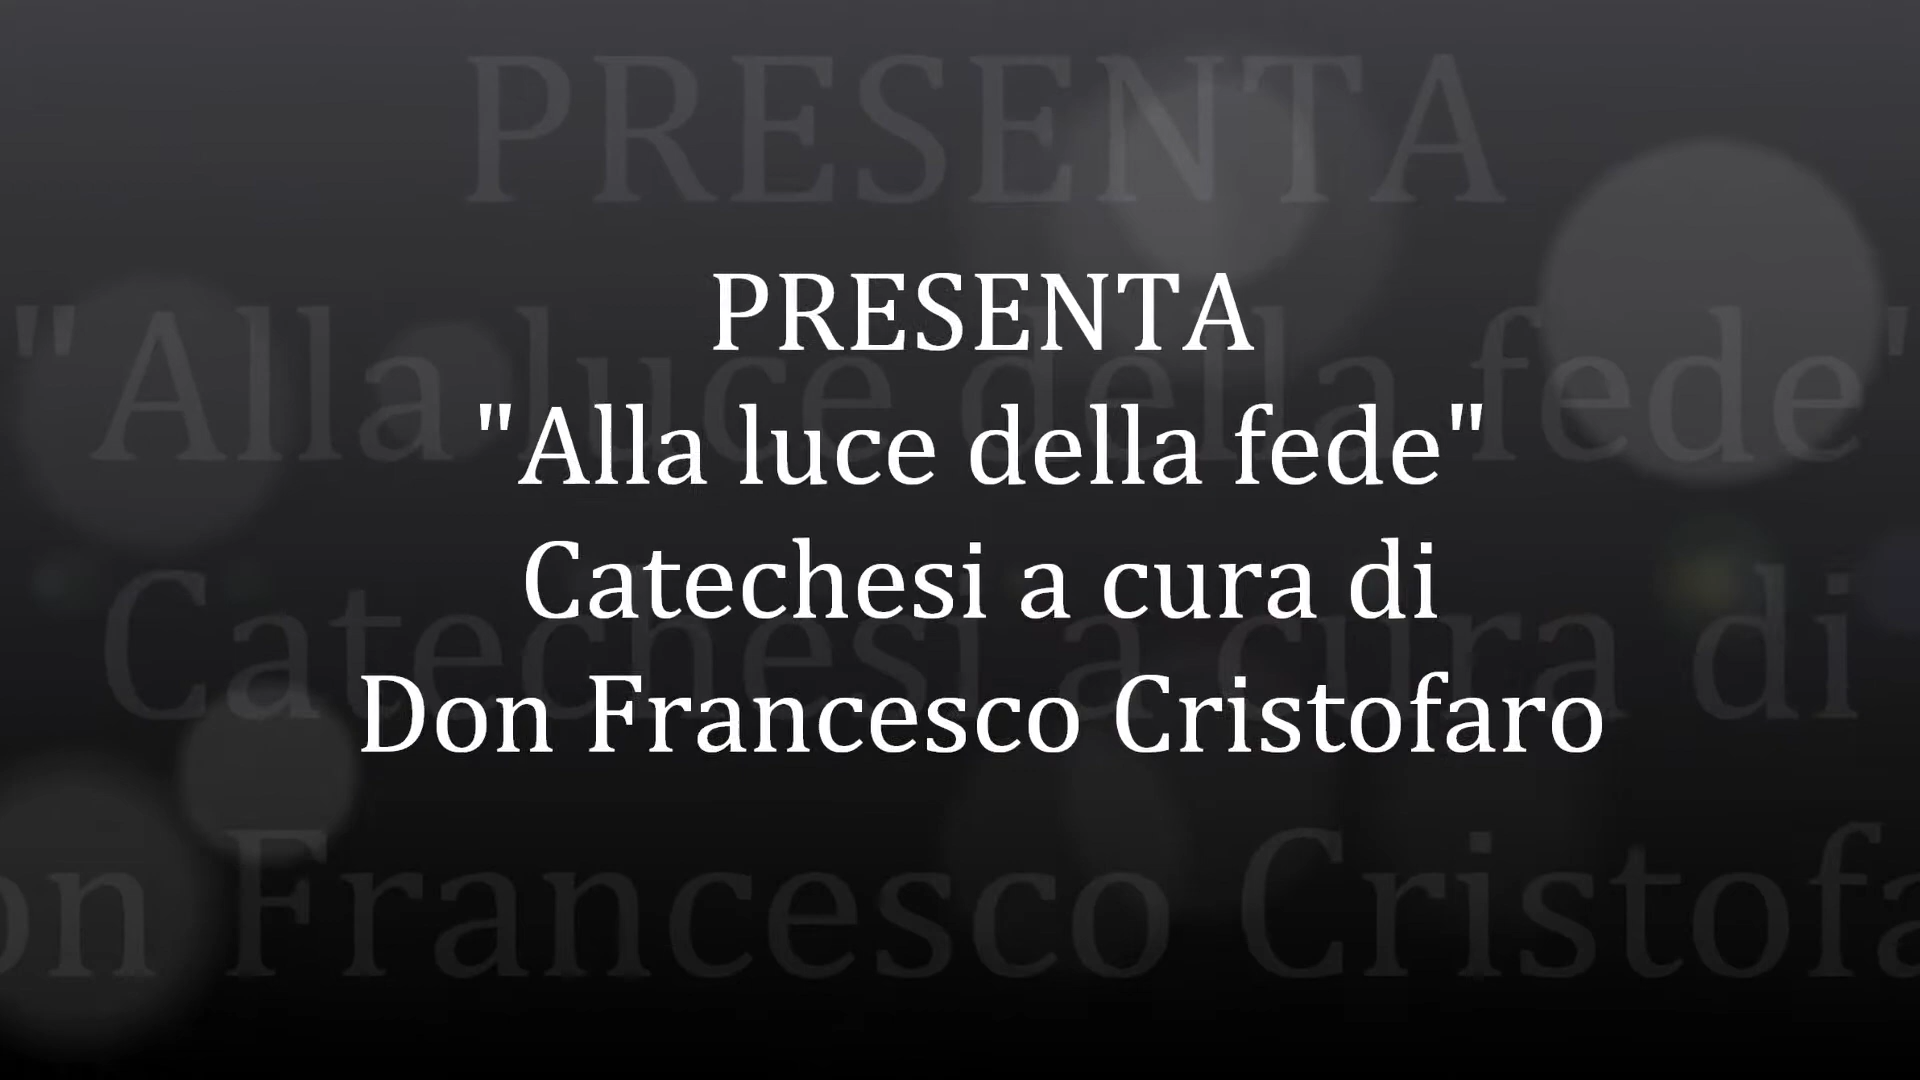 PRESENTA
"Alla luce della fede"
Catechesi a cura di
Don Francesco Cristofaro